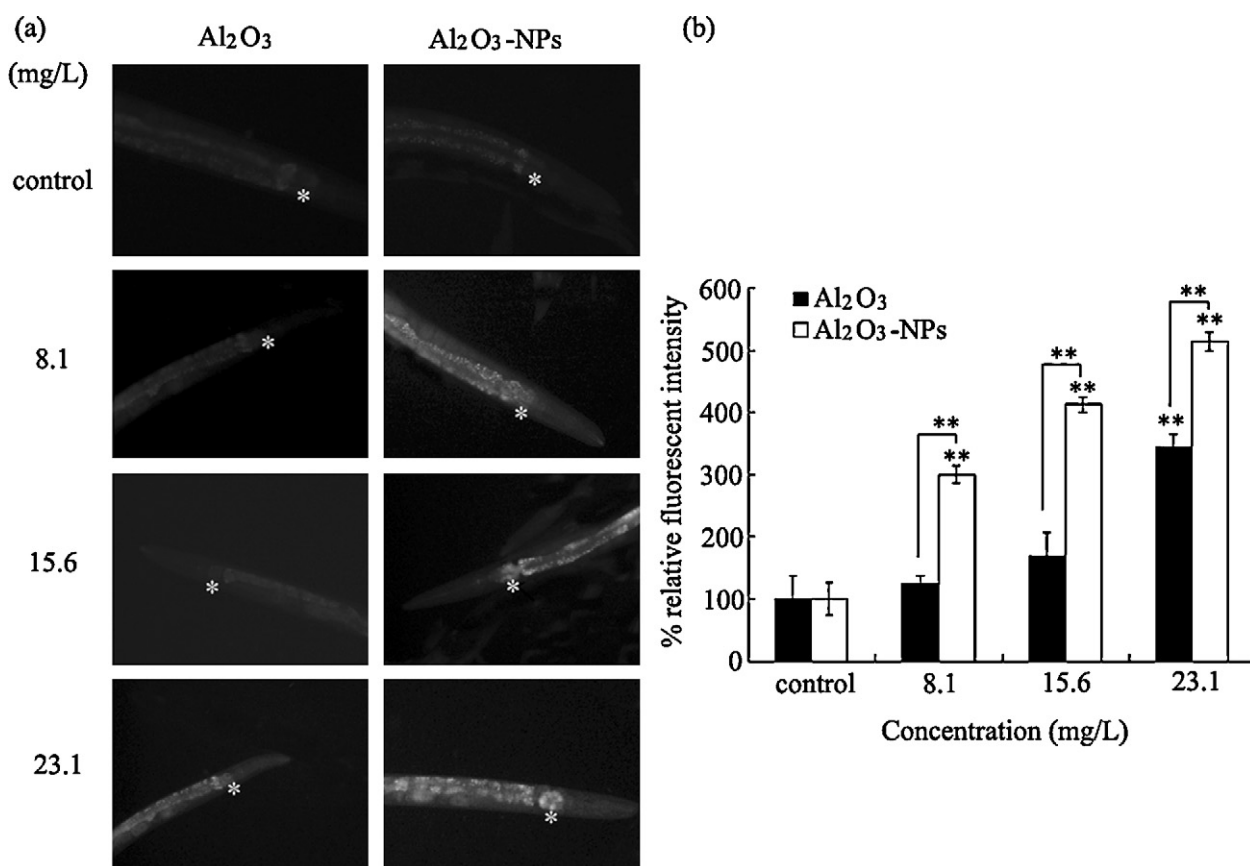 (a)
Al₂O₃ Al₂O₃-NPs
(mg/L)
control
*
*
8.1
*
*
15.6
*
*
23.1
*
*
(b)
% relative fluorescent intensity
600
500
400
300
200
100
0
Al₂O₃
Al₂O₃-NPs
**
**
**
**
**
**
**
control 8.1 15.6 23.1
Concentration (mg/L)